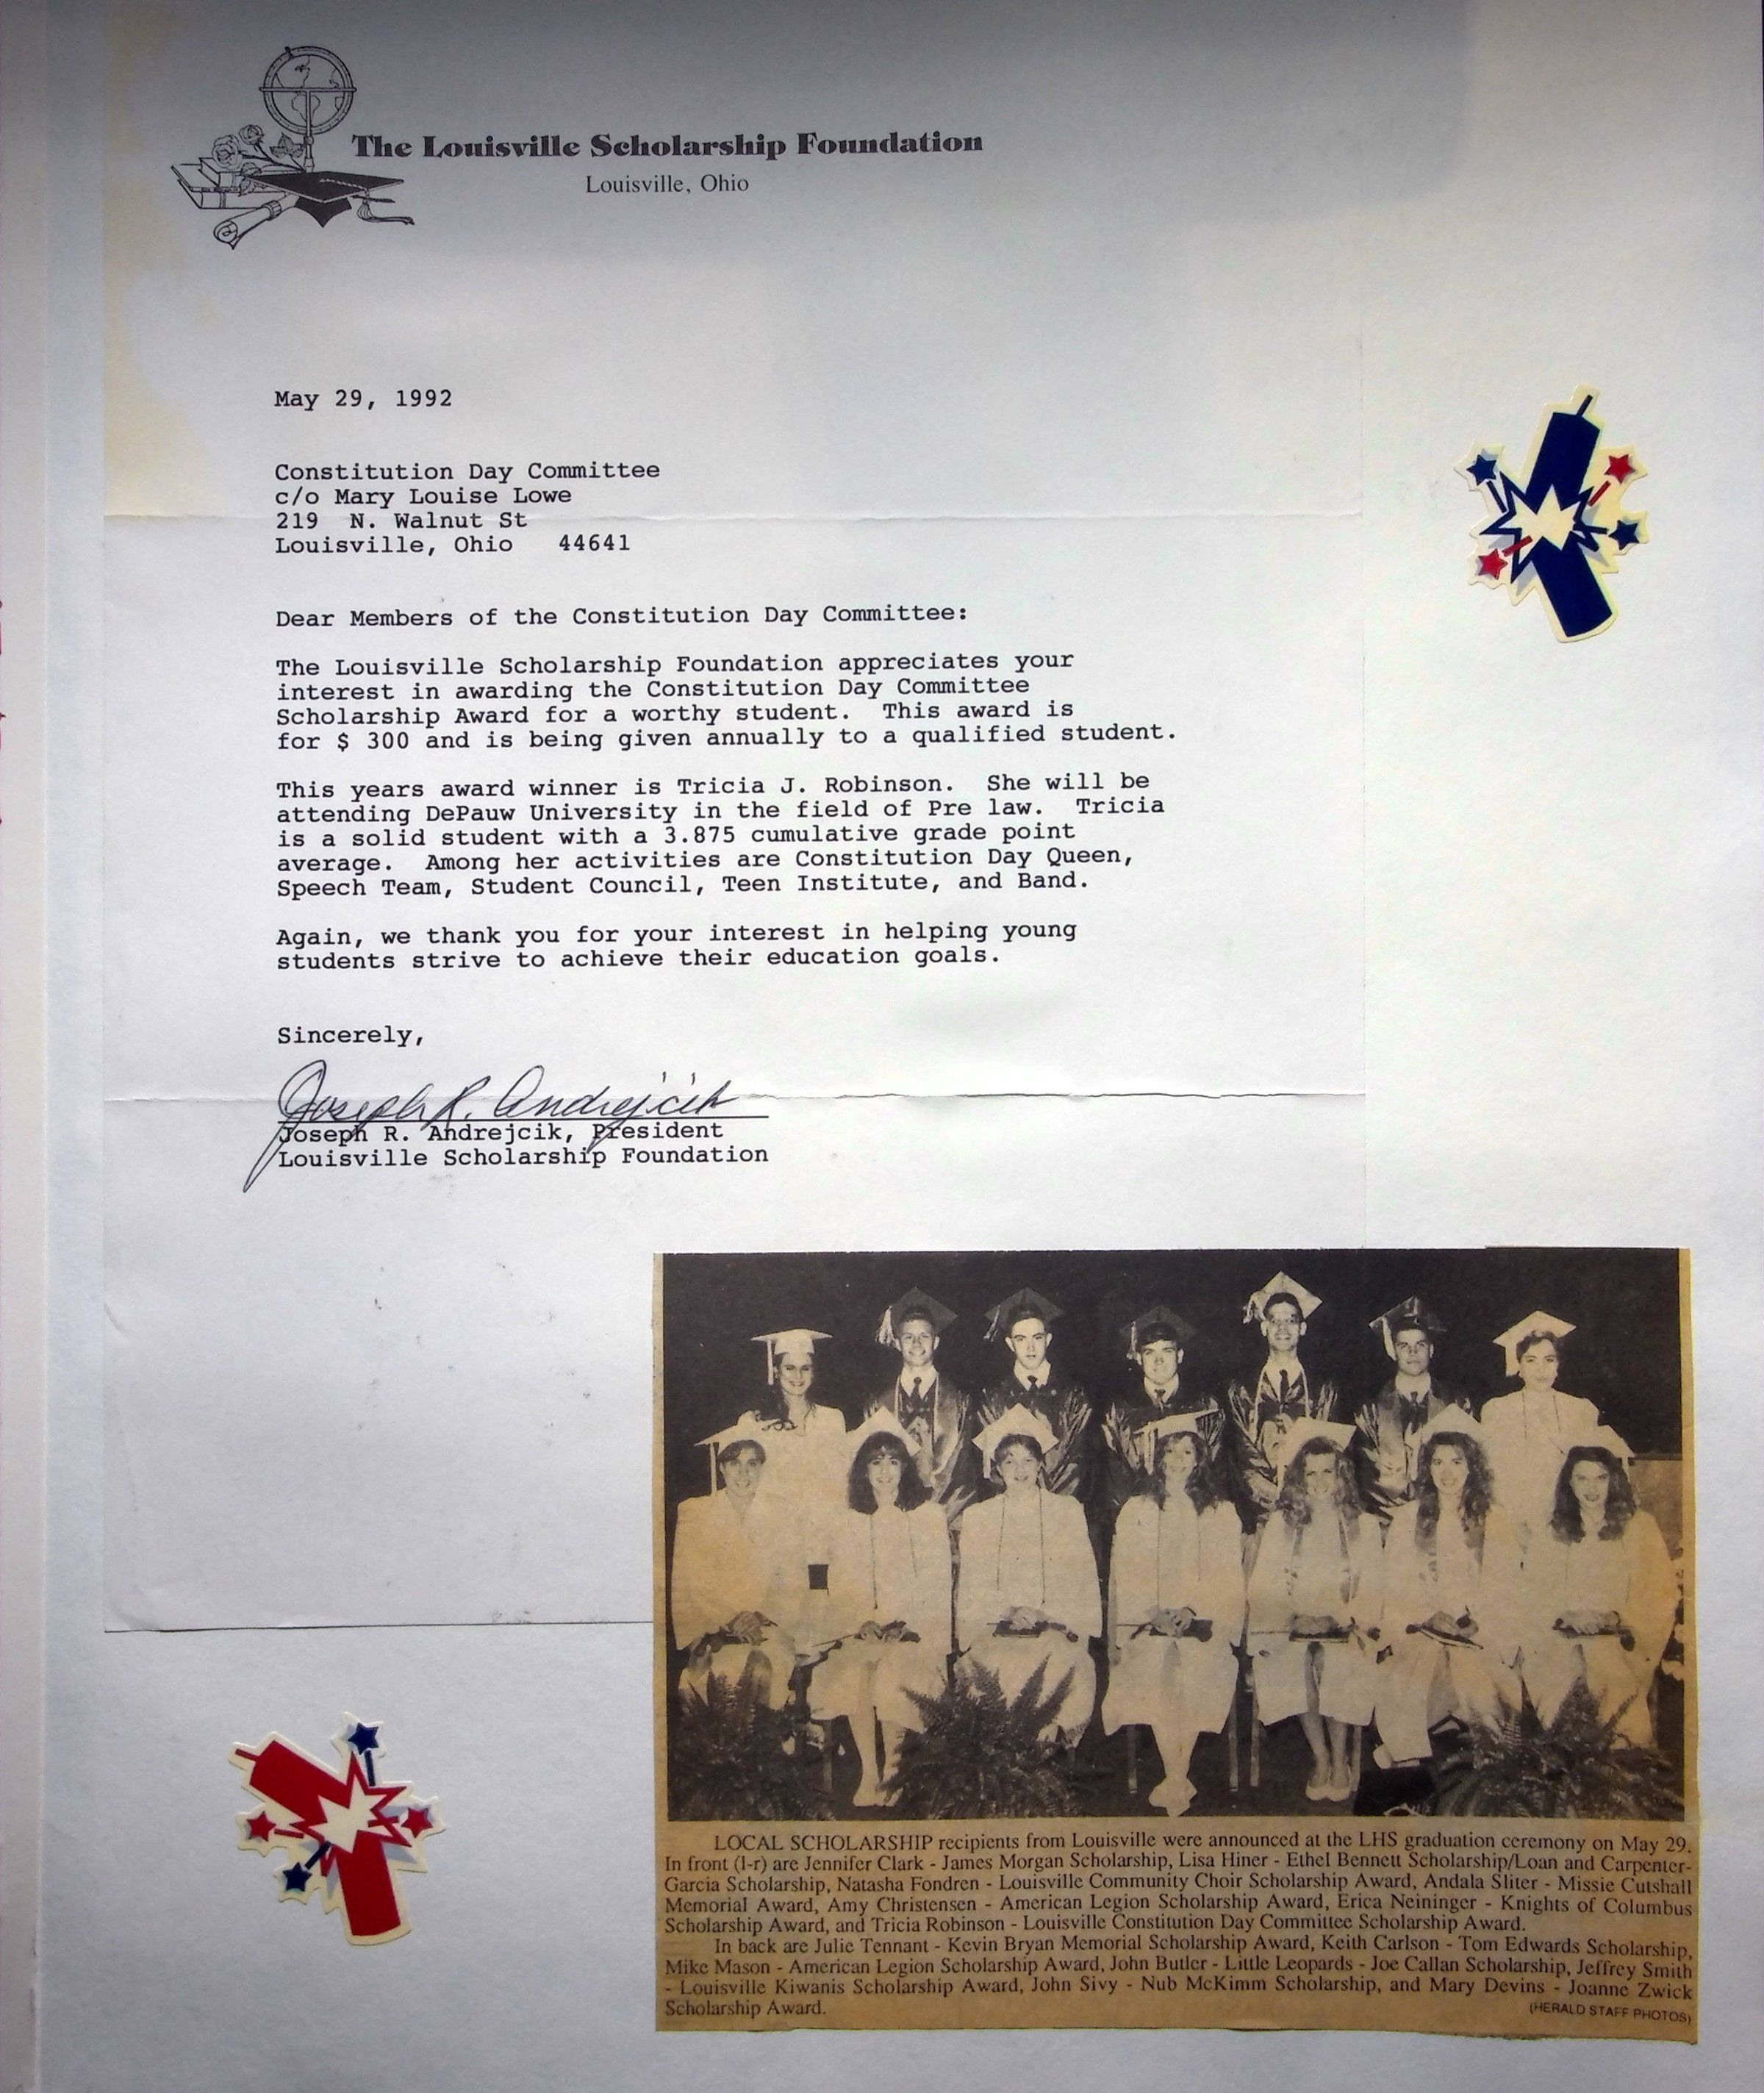 The Louisville Scholarship Foundation
Louisville, Ohio
May 29, 1992
Constitution Day Committee
c/o Mary Louise Lowe
219 N. Walnut St
Louisville, Ohio 44641
Dear Members of the Constitution Day Committee:
The Louisville Scholarship Foundation appreciates your
interest in awarding the Constitution Day Committee
Scholarship Award for a worthy student. This award is
for $ 300 and is being given annually to a qualified student.
This years award winner is Tricia J. Robinson. She will be
attending DePauw University in the field of Pre law. Tricia
is a solid student with a 3.875 cumulative grade point
average. Among her activities are Constitution Day Queen,
Speech Team, Student Council, Teen Institute, and Band.
Again, we thank you for your interest in helping young
students strive to achieve their education goals.
Sincerely,
Joseph R. Andrejcik
Joseph R. Andrejcik, President
Louisville Scholarship Foundation
LOCAL SCHOLARSHIP recipients from Louisville were announced at the LHS graduation ceremony on May 29.
In front (l-r) are Jennifer Clark - James Morgan Scholarship, Lisa Hiner - Ethel Bennett Scholarship/Loan and Carpenter-
Garcia Scholarship, Natasha Fondren - Louisville Community Choir Scholarship Award, Andala Sliter - Missie Cutshall
Memorial Award, Amy Christensen - American Legion Scholarship Award, Erica Neininger - Knights of Columbus
Scholarship Award, and Tricia Robinson - Louisville Constitution Day Committee Scholarship Award.
In back are Julie Tennant - Kevin Bryan Memorial Scholarship Award, Keith Carlson - Tom Edwards Scholarship,
Mike Mason - American Legion Scholarship Award, John Butler - Little Leopards - Joe Callan Scholarship, Jeffrey Smith
- Louisville Kiwanis Scholarship Award, John Sivy - Nub McKimm Scholarship, and Mary Devins - Joanne Zwick
Scholarship Award.
(HERALD STAFF PHOTOS)